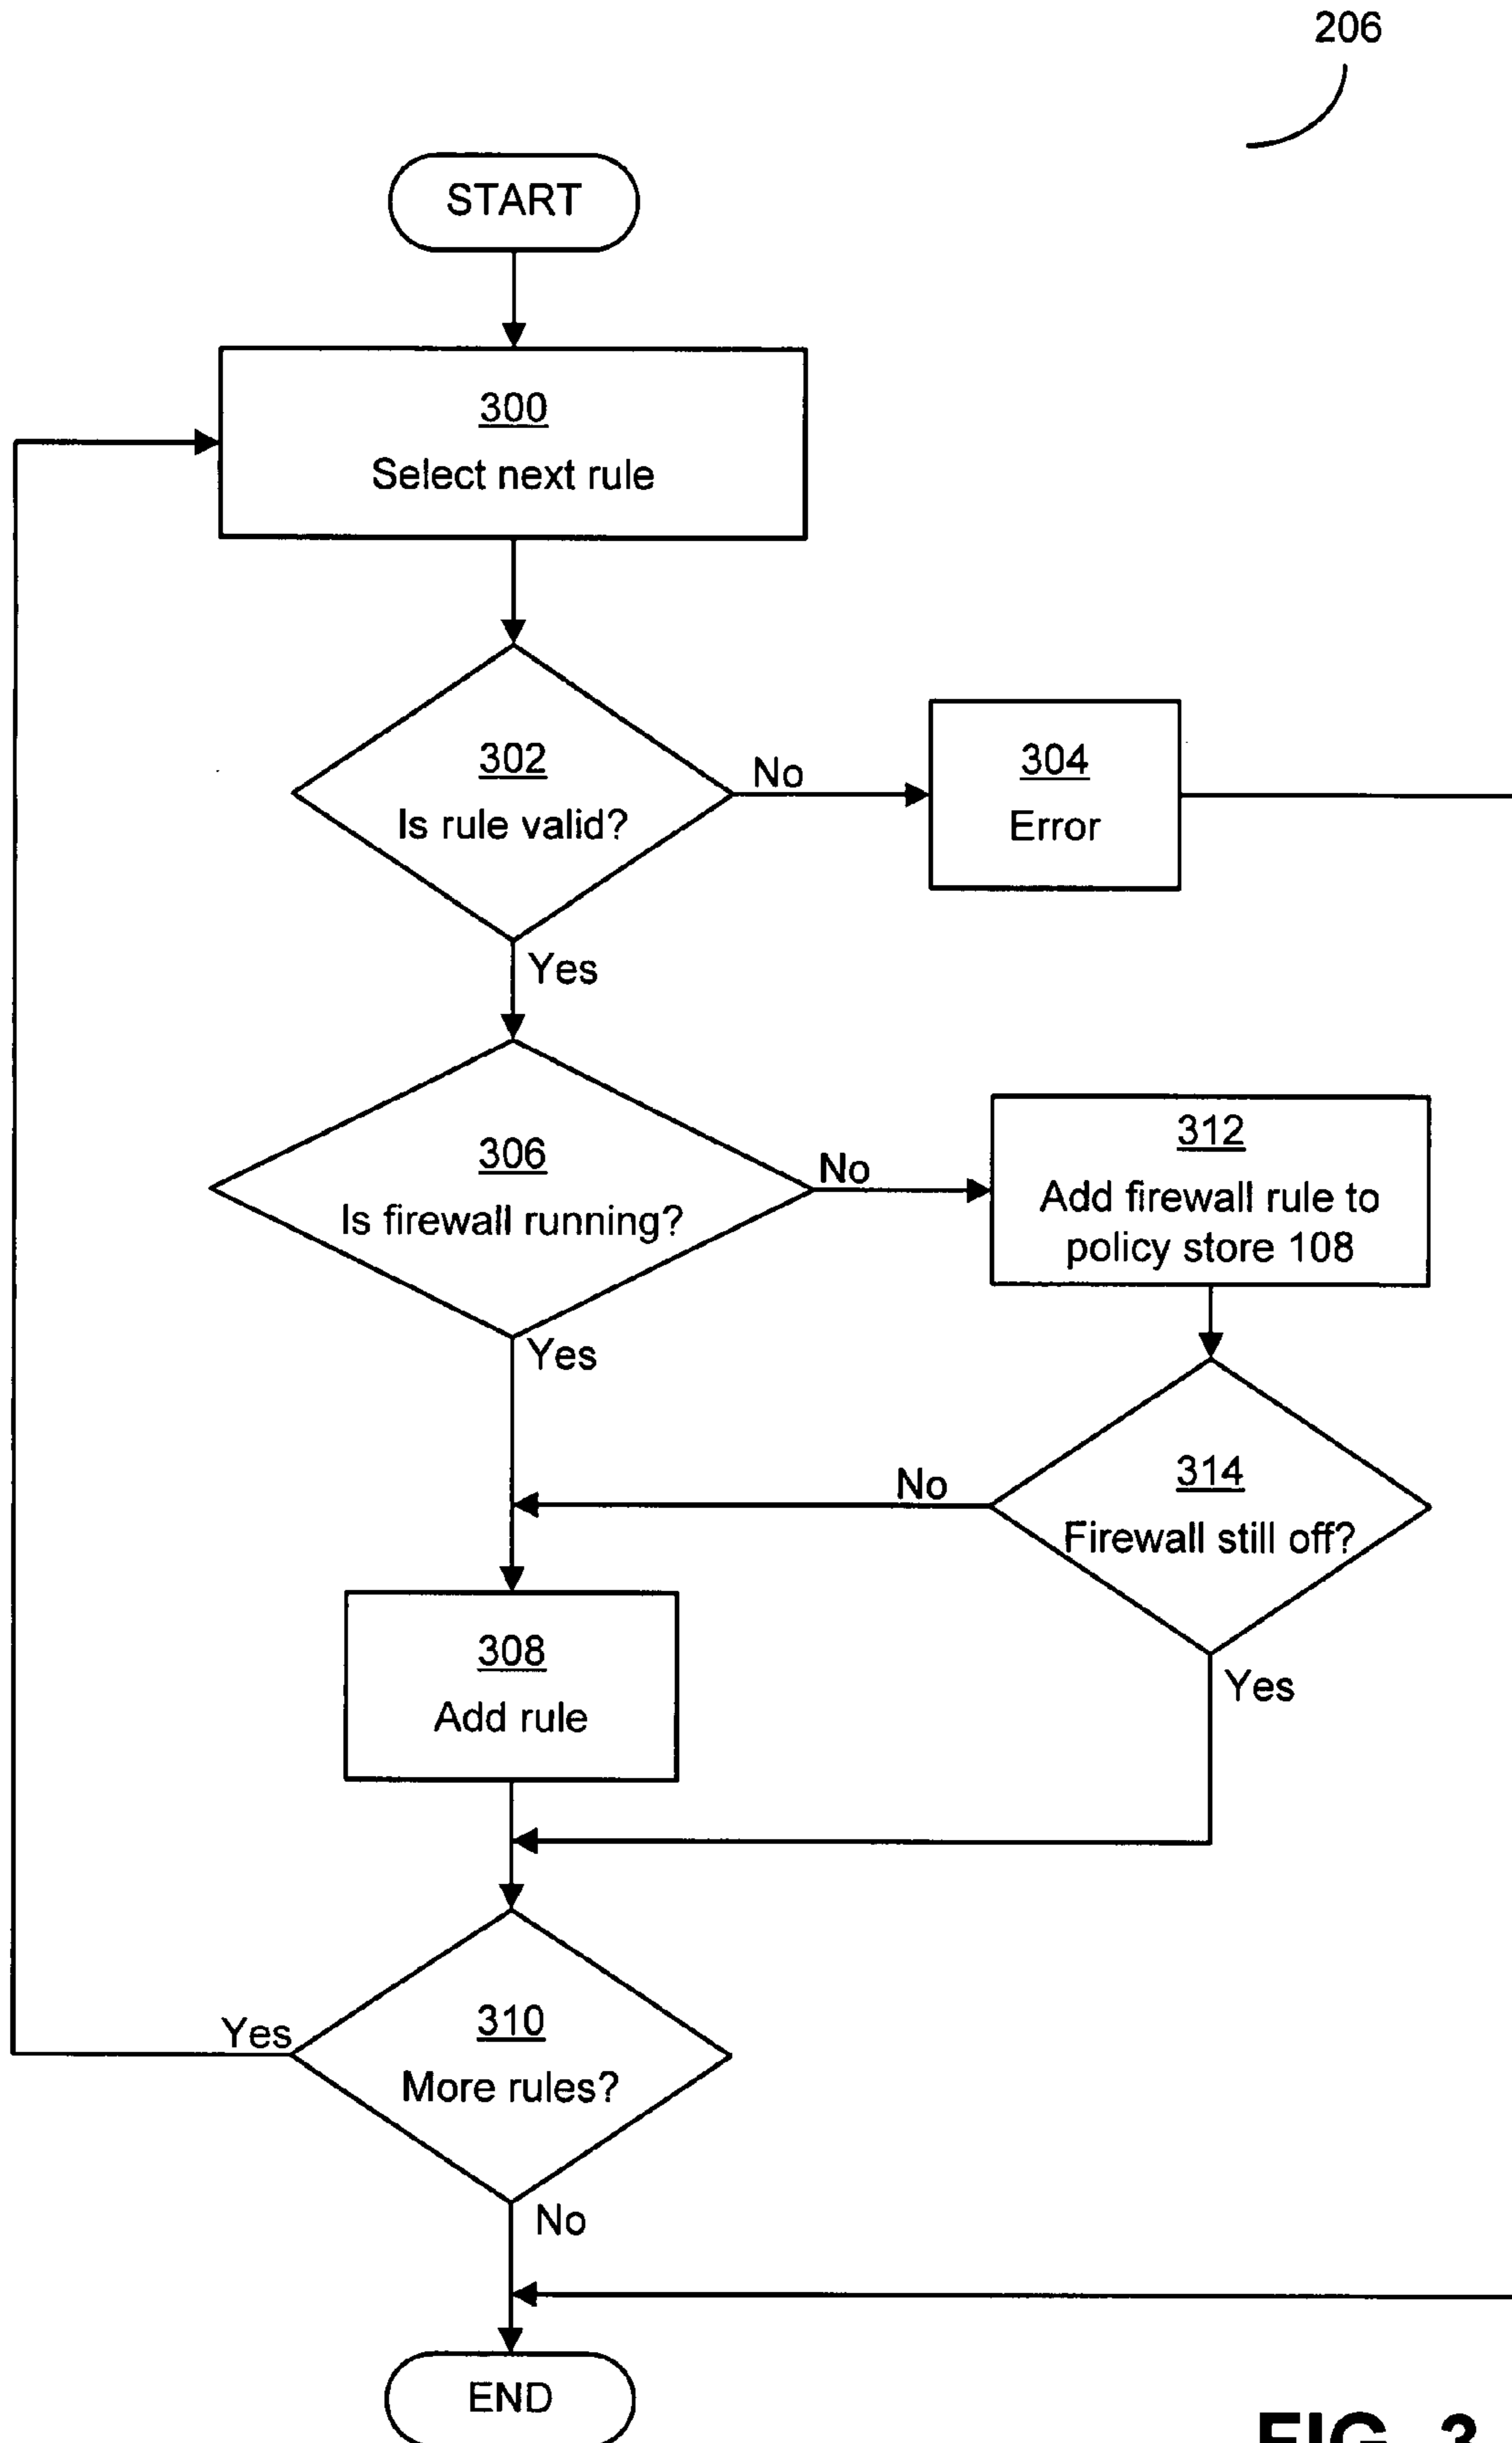 206
START
300
Select next rule
302
Is rule valid?
No
304
Error
Yes
306
Is firewall running?
No
312
Add firewall rule to
policy store 108
Yes
314
Firewall still off?
No
Yes
308
Add rule
310
More rules?
Yes
No
END
FIG. 3